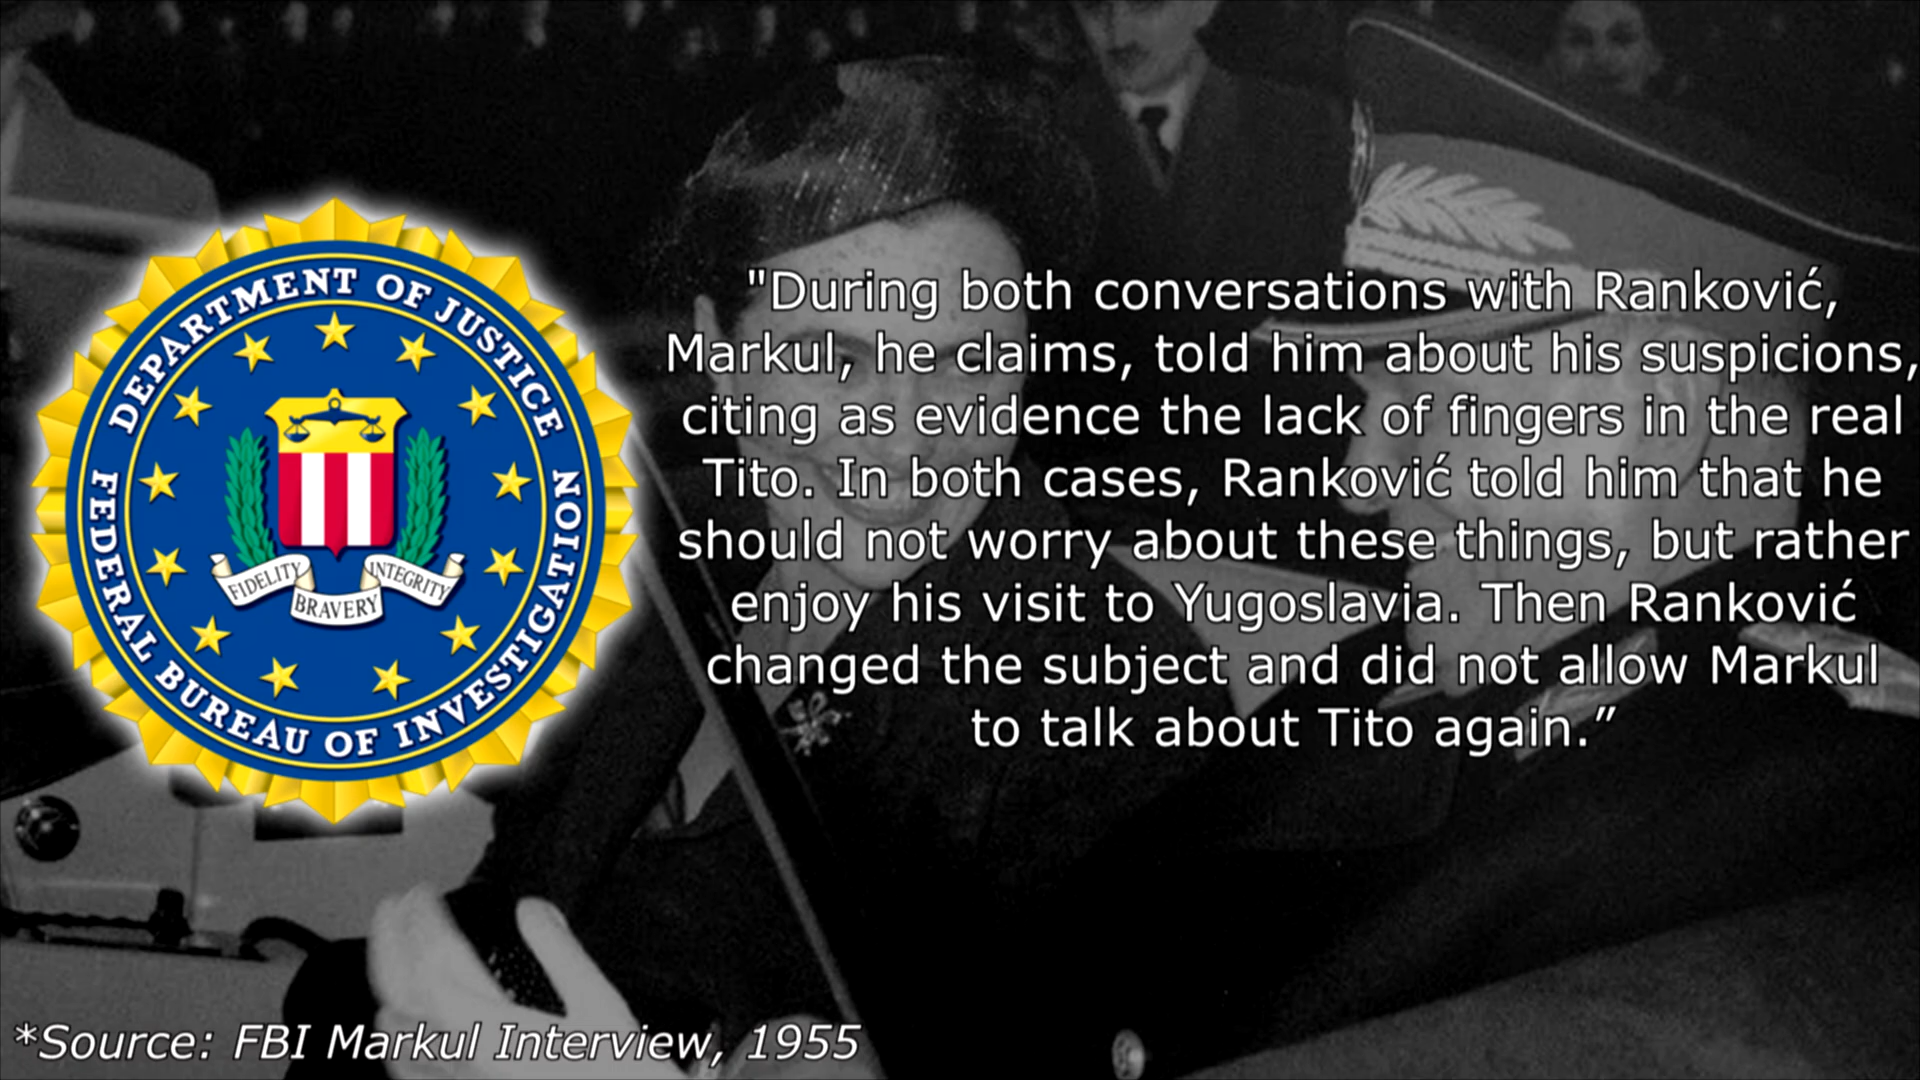 DEPARTMENT OF JUSTICE
FEDERAL BUREAU OF INVESTIGATION
FIDELITY
BRAVERY
INTEGRITY
"During both conversations with Ranković,
Markul, he claims, told him about his suspicions,
citing as evidence the lack of fingers in the real
Tito. In both cases, Ranković told him that he
should not worry about these things, but rather
enjoy his visit to Yugoslavia. Then Ranković
changed the subject and did not allow Markul
to talk about Tito again.”
*Source: FBI Markul Interview, 1955